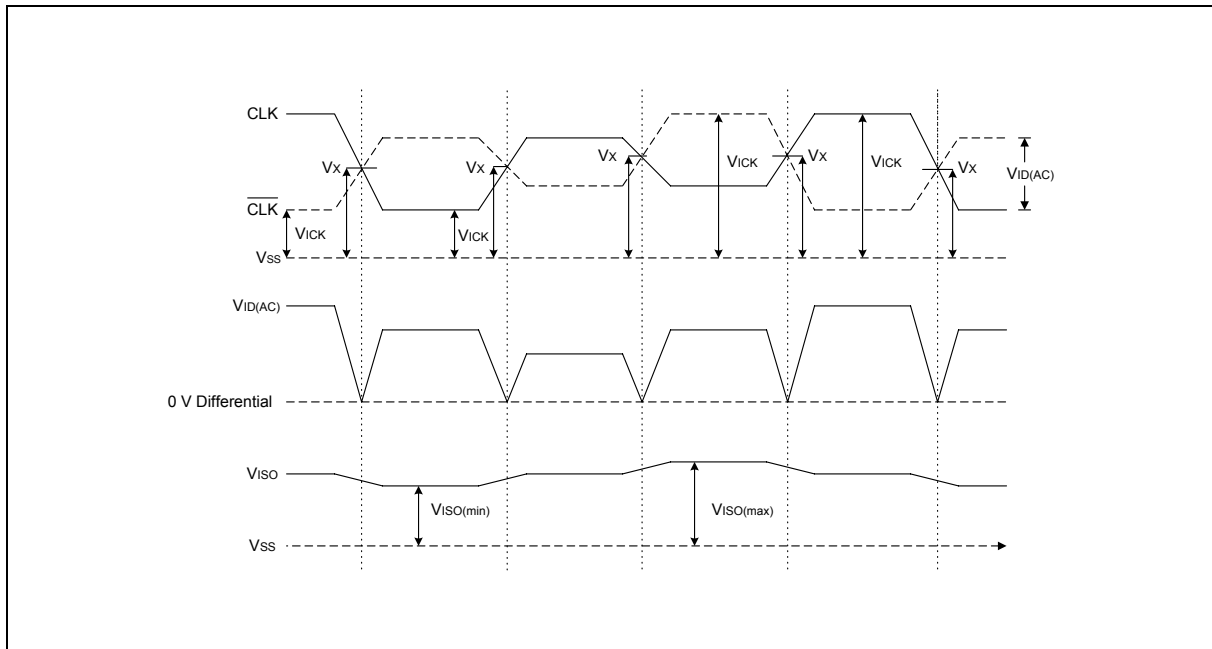 CLK
VX
VX
VX
VICK
VX
VICK
VX
VID(AC)
CLK
VICK
VICK
VSS
VID(AC)
0 V Differential
VISO
VISO(min)
VISO(max)
VSS